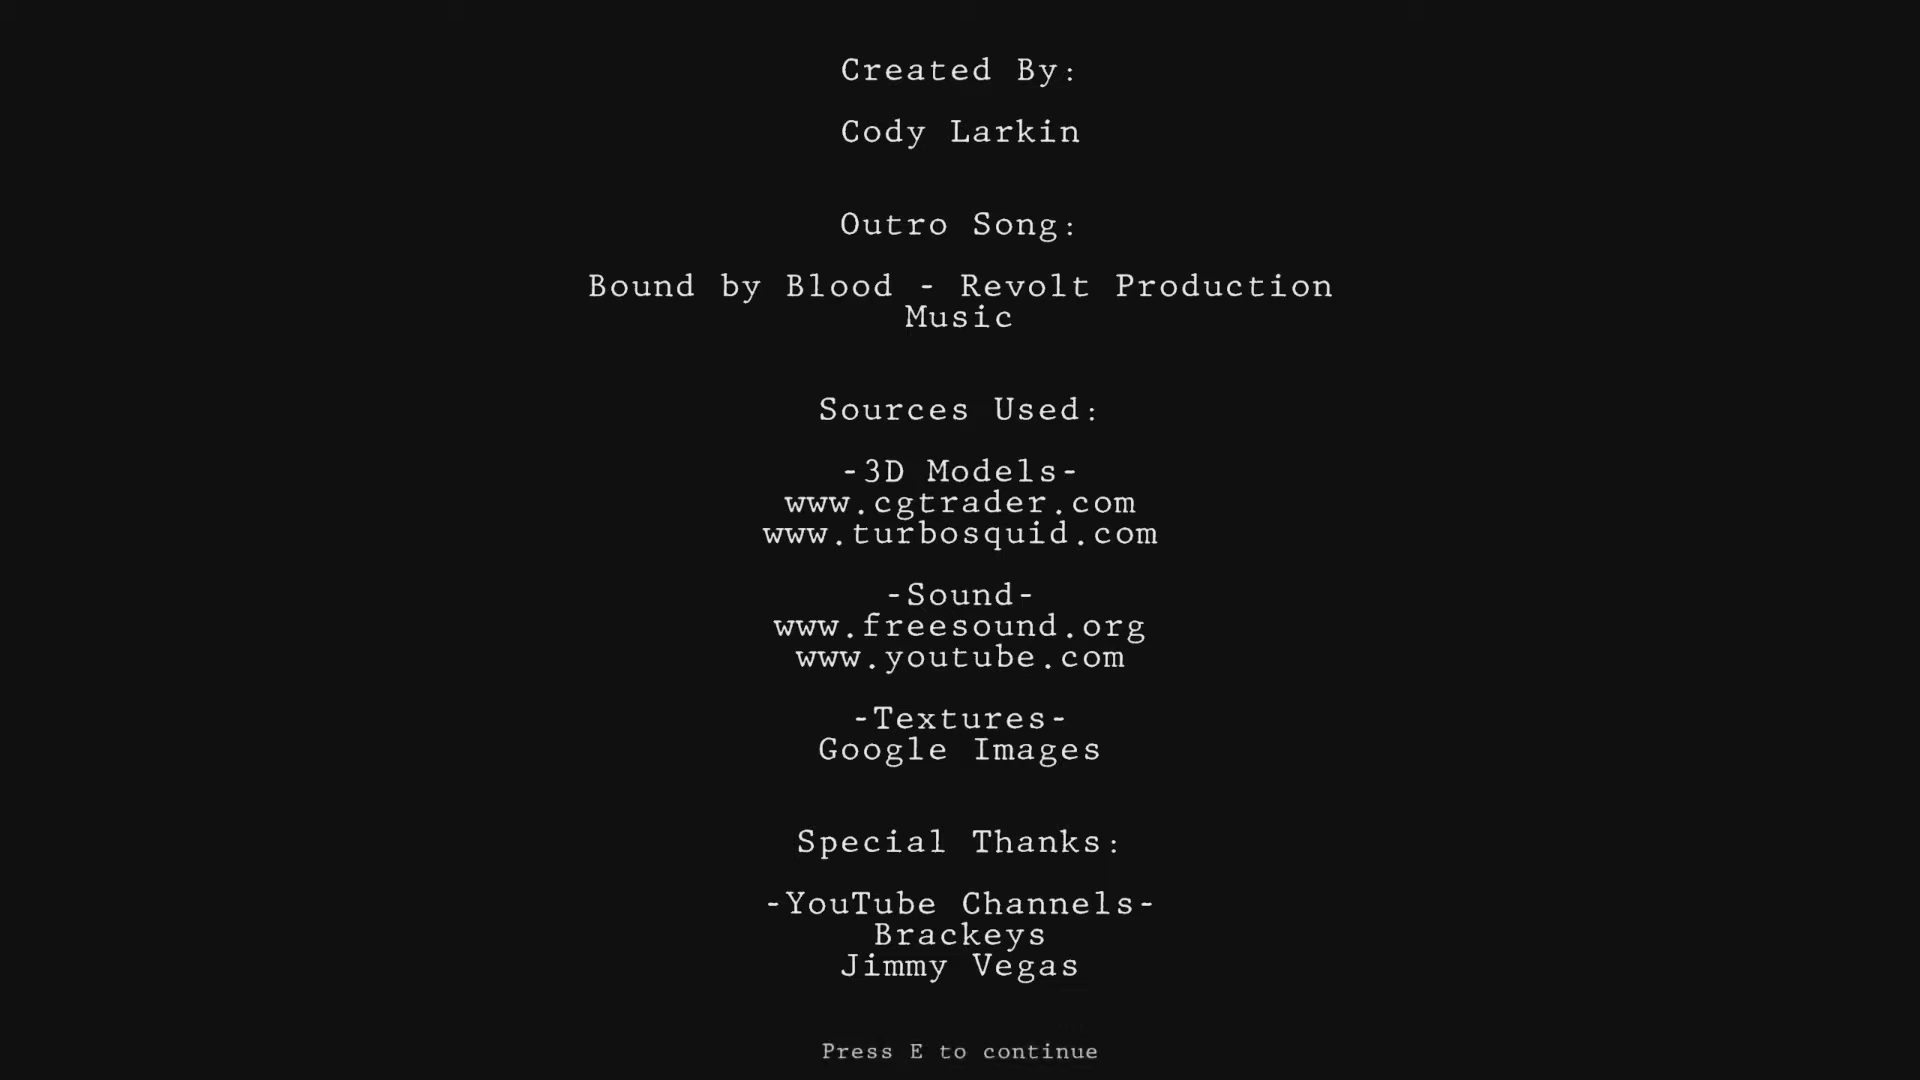 Created By:
Cody Larkin
Outro Song:
Bound by Blood - Revolt Production
Music
Sources Used:
-3D Models-
www.cgtrader.com
www.turbosquid.com
-Sound-
www.freesound.org
www.youtube.com
-Textures-
Google Images
Special Thanks:
-YouTube Channels-
Brackeys
Jimmy Vegas
Press E to continue